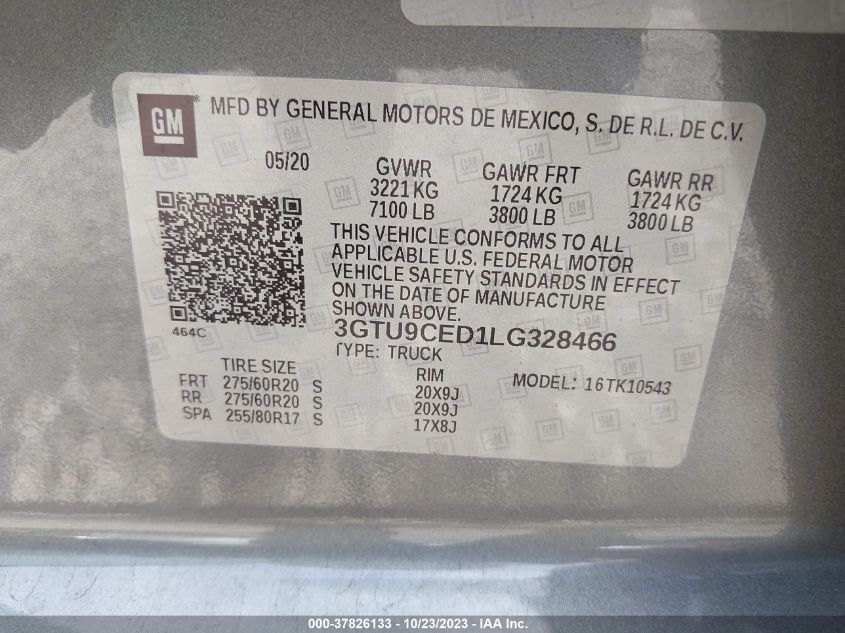 GM
MFD BY GENERAL MOTORS DE MEXICO, S. DE R.L. DE C.V.
05/20 GVWR GAWR FRT GAWR RR
3221 KG 1724 KG 1724 KG
7100 LB 3800 LB 3800 LB
THIS VEHICLE CONFORMS TO ALL
APPLICABLE U.S. FEDERAL MOTOR
VEHICLE SAFETY STANDARDS IN EFFECT
ON THE DATE OF MANUFACTURE
SHOWN ABOVE.
464C
3GTU9CED1LG328466
TYPE: TRUCK
TIRE SIZE RIM MODEL: 16TK10543
FRT 275/60R20 S 20X9J
RR 275/60R20 S 20X9J
SPA 255/80R17 S 17X8J
000-37826133 - 10/23/2023 - IAA Inc.